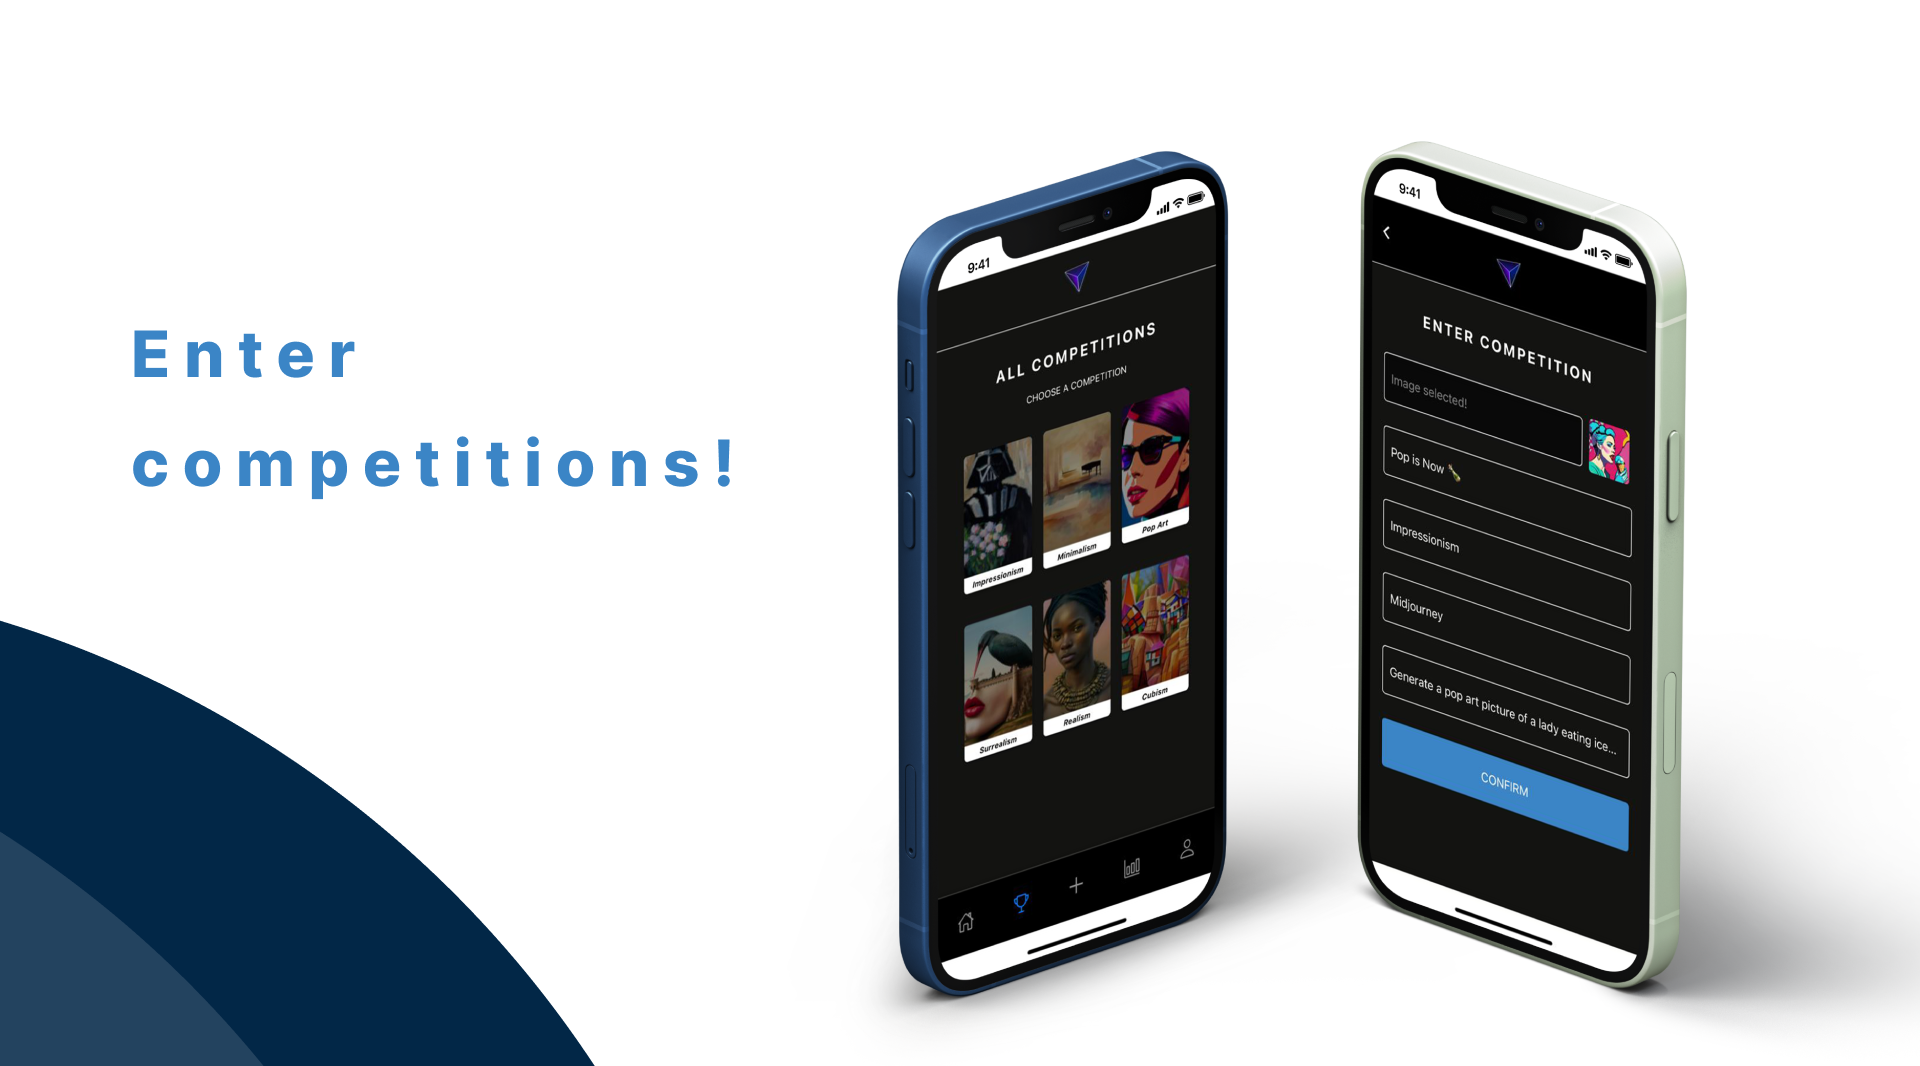 Enter
competitions!
9:41
ALL COMPETITIONS
CHOOSE A COMPETITION
Impressionism
Minimalism
Pop Art
Surrealism
Realism
Cubism
9:41
ENTER COMPETITION
Image selected!
Pop is Now 🍾
Impressionism
Midjourney
Generate a pop art picture of a lady eating ice...
CONFIRM